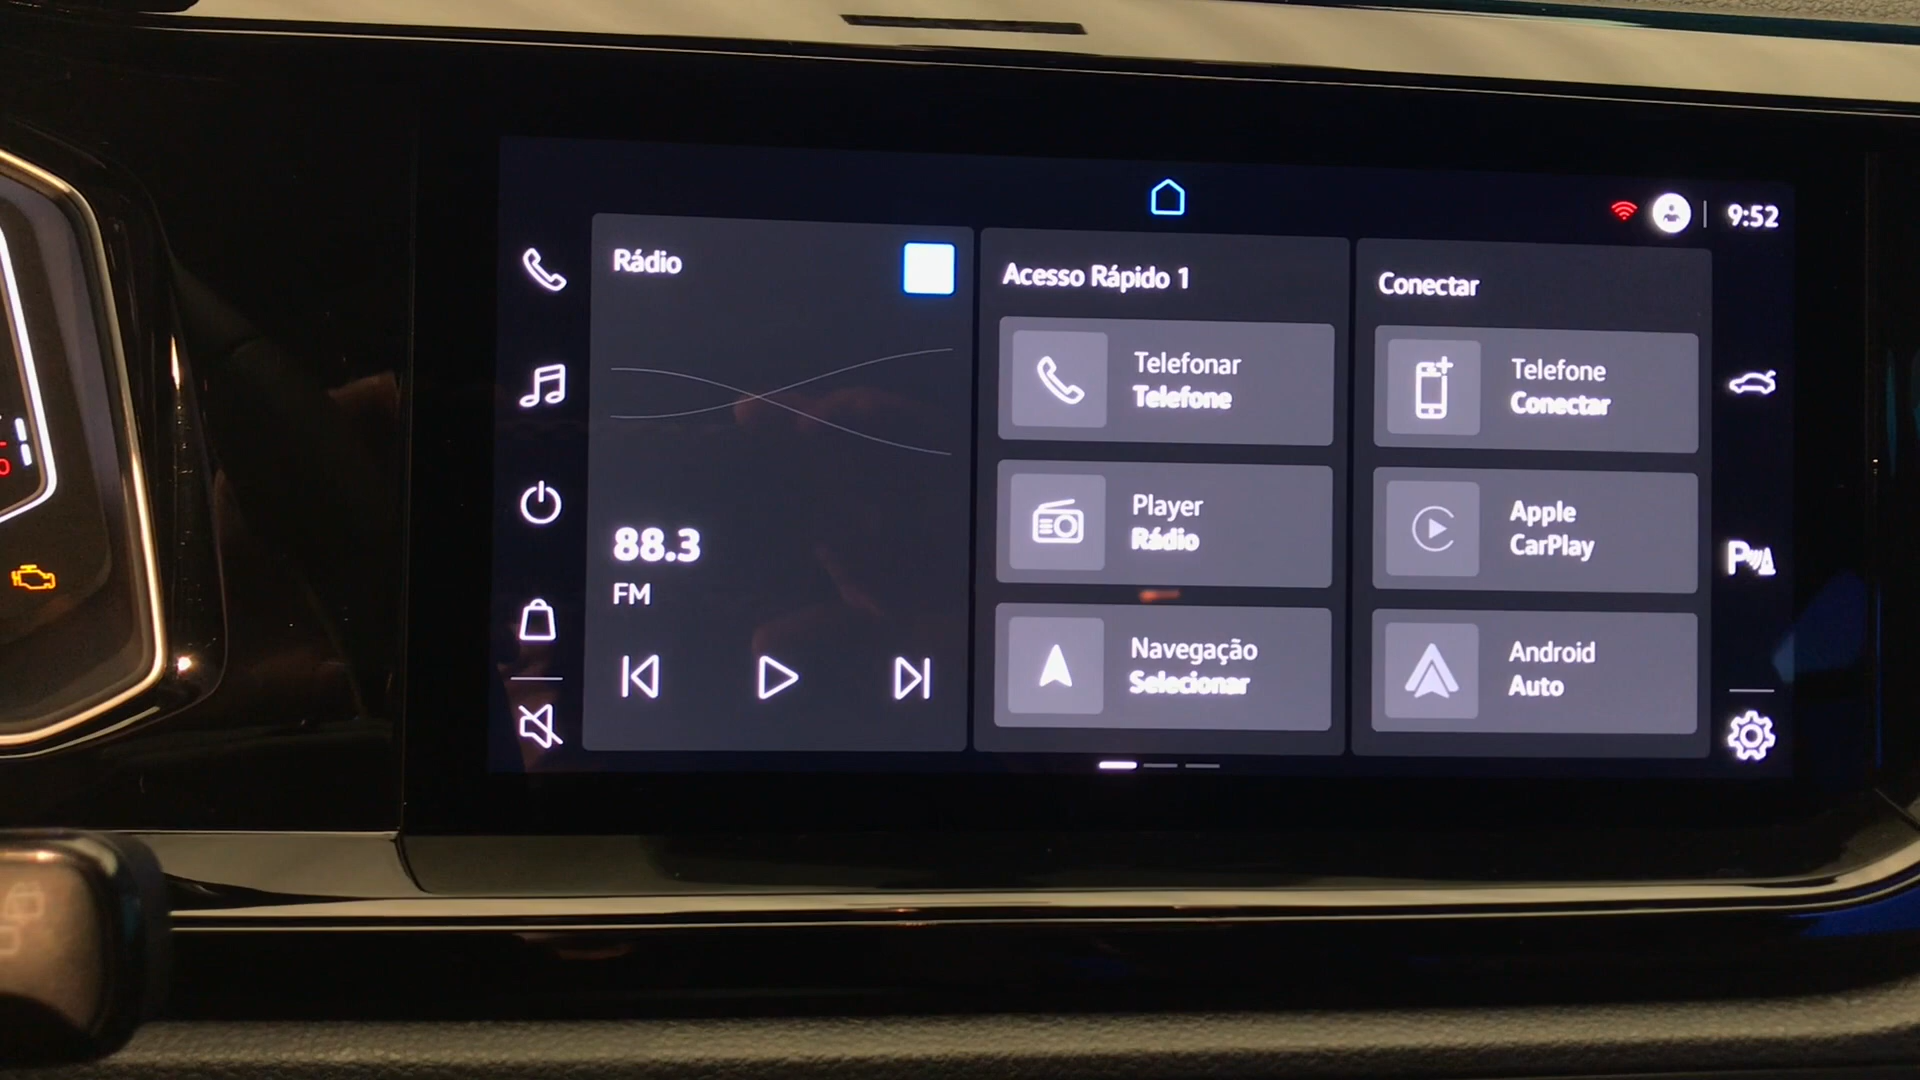 9:52
Rádio
88.3
FM
Acesso Rápido 1
Telefonar
Telefone
Player
Rádio
Navegação
Selecionar
Conectar
Telefone
Conectar
Apple
CarPlay
Android
Auto
P